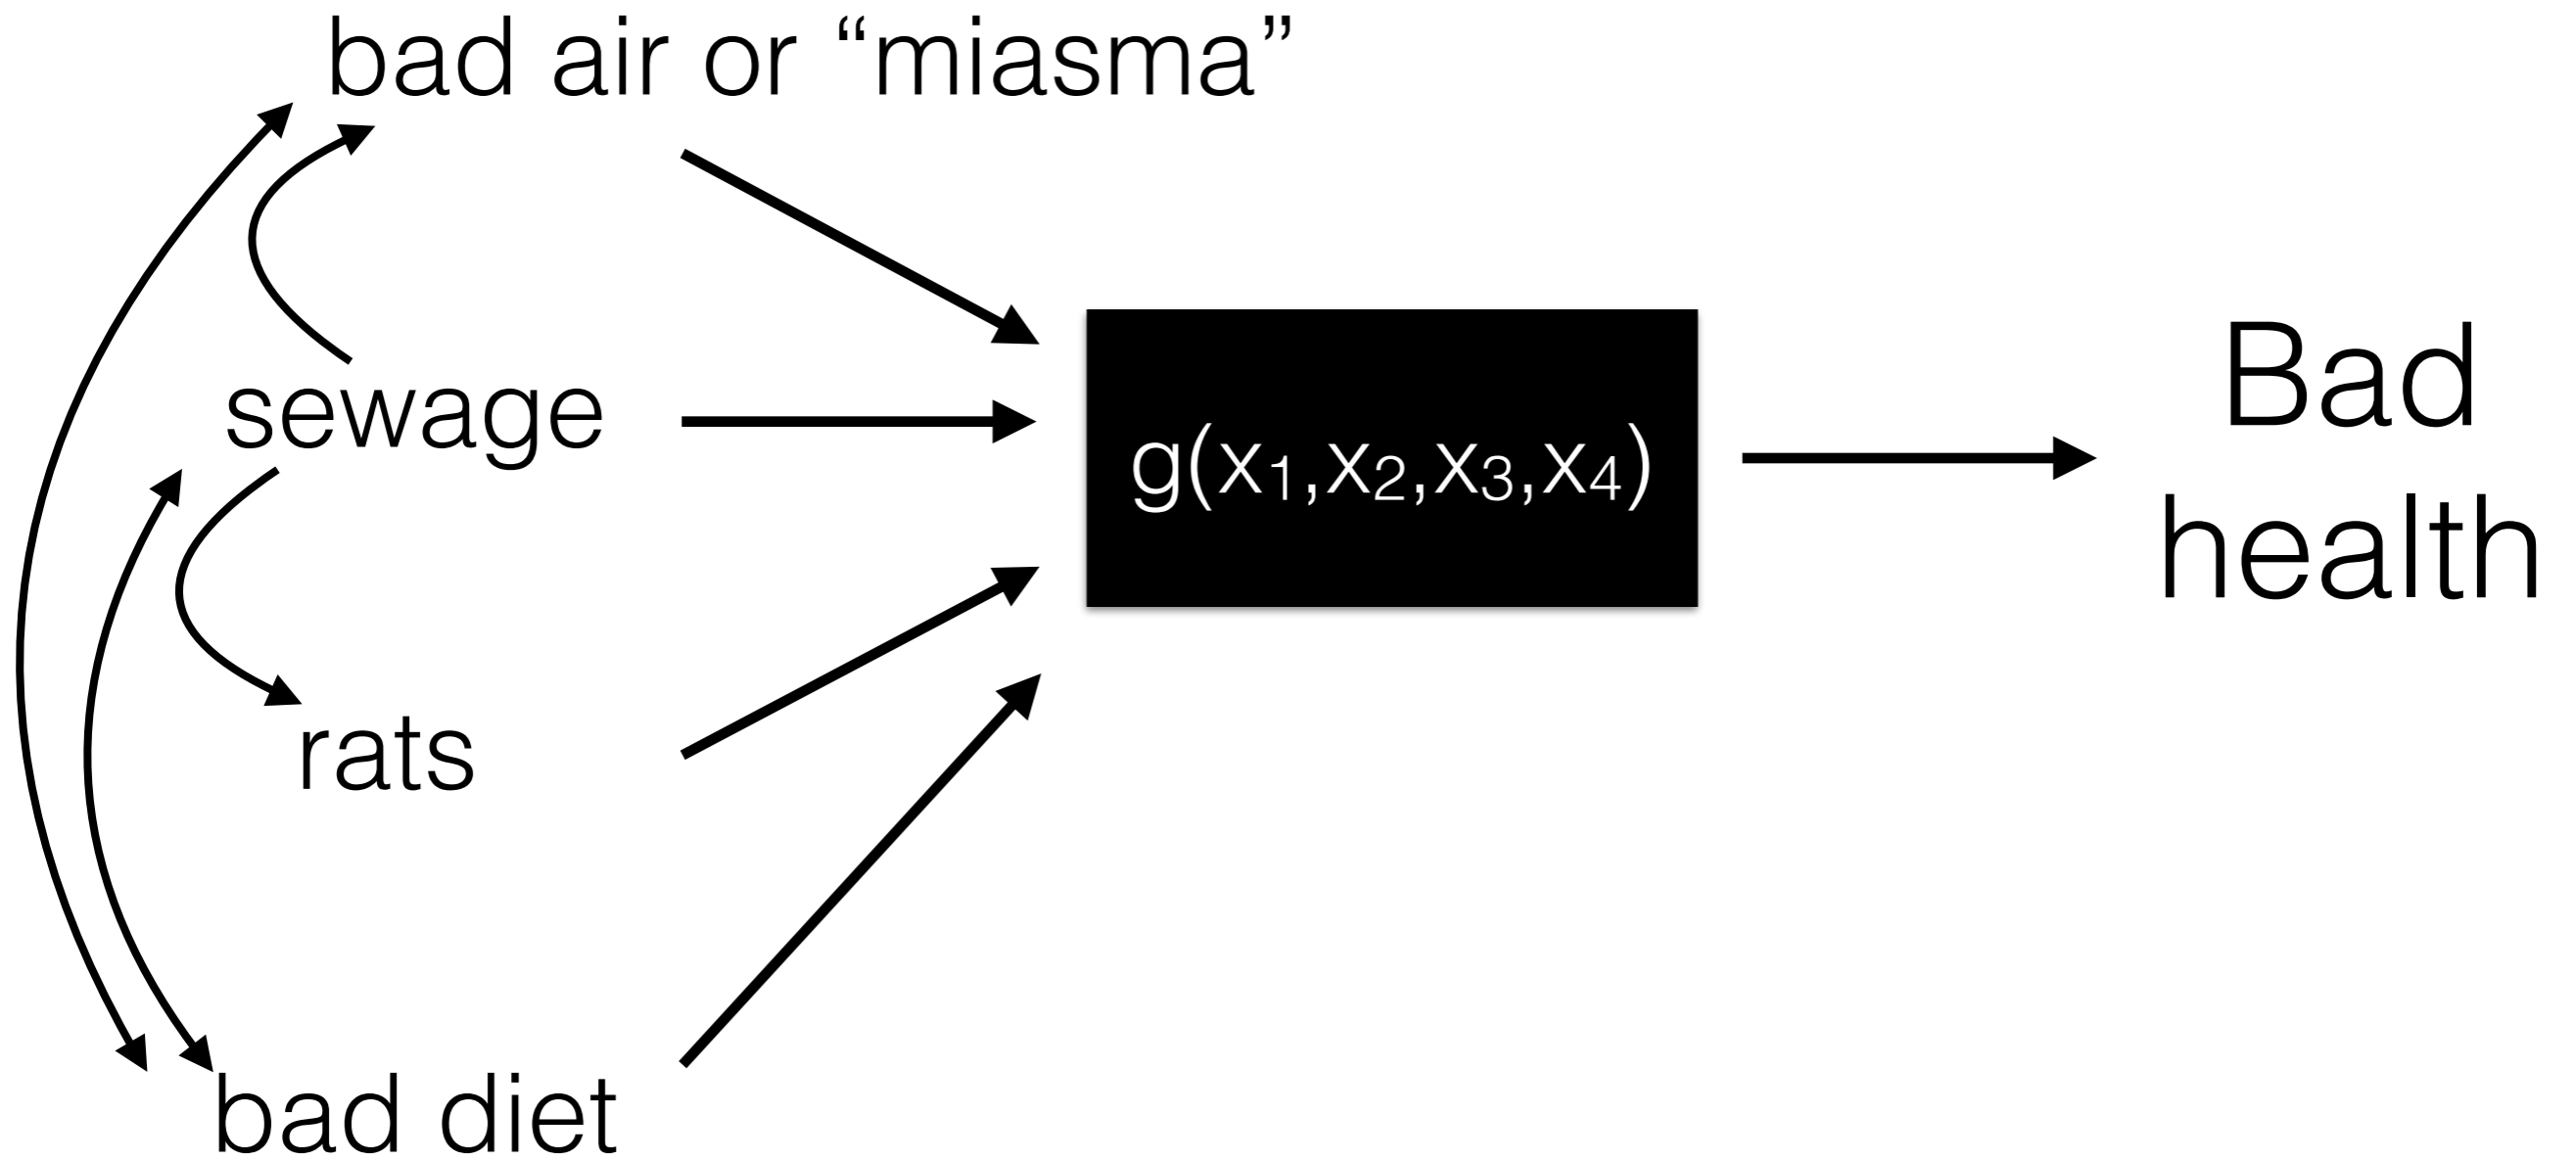 bad air or “miasma”
sewage
rats
bad diet
g(x₁,x₂,x₃,x₄)
Bad
health